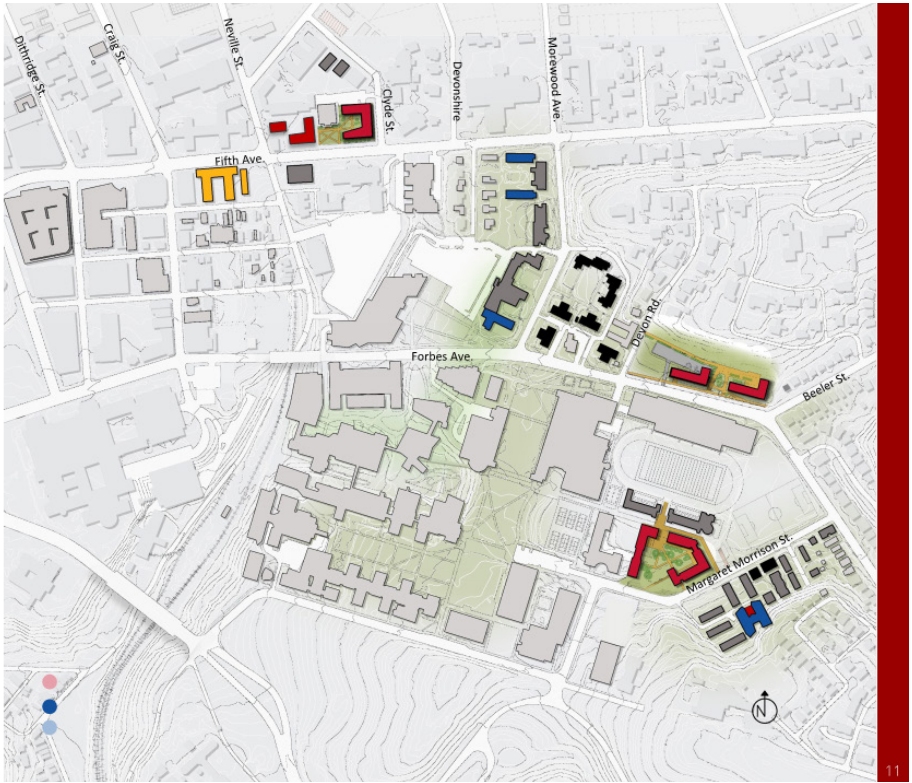 Dithridge St.
Craig St.
Neville St.
Clyde St.
Devonshire
Morewood Ave.
Fifth Ave.
Devon Rd.
Forbes Ave.
Beeler St.
Margaret Morrison St.
N
11